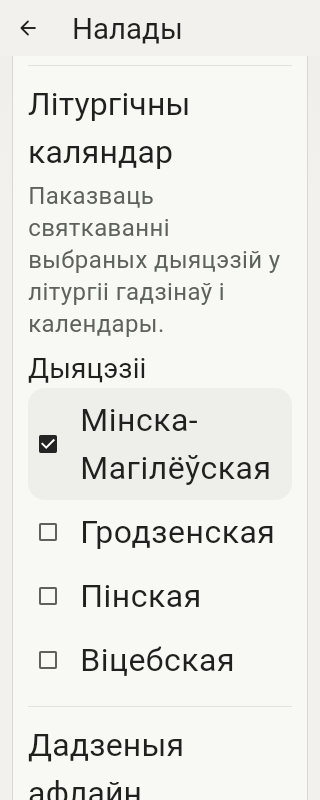 Налады
Літургічны
каляндар
Паказваць
святкаванні
выбраных дыяцэзій у
літургіі гадзінаў і
календары.
Дыяцэзіі
Мінска-
Магілёўская
Гродзенская
Пінская
Віцебская
Дадзеныя
афлайн